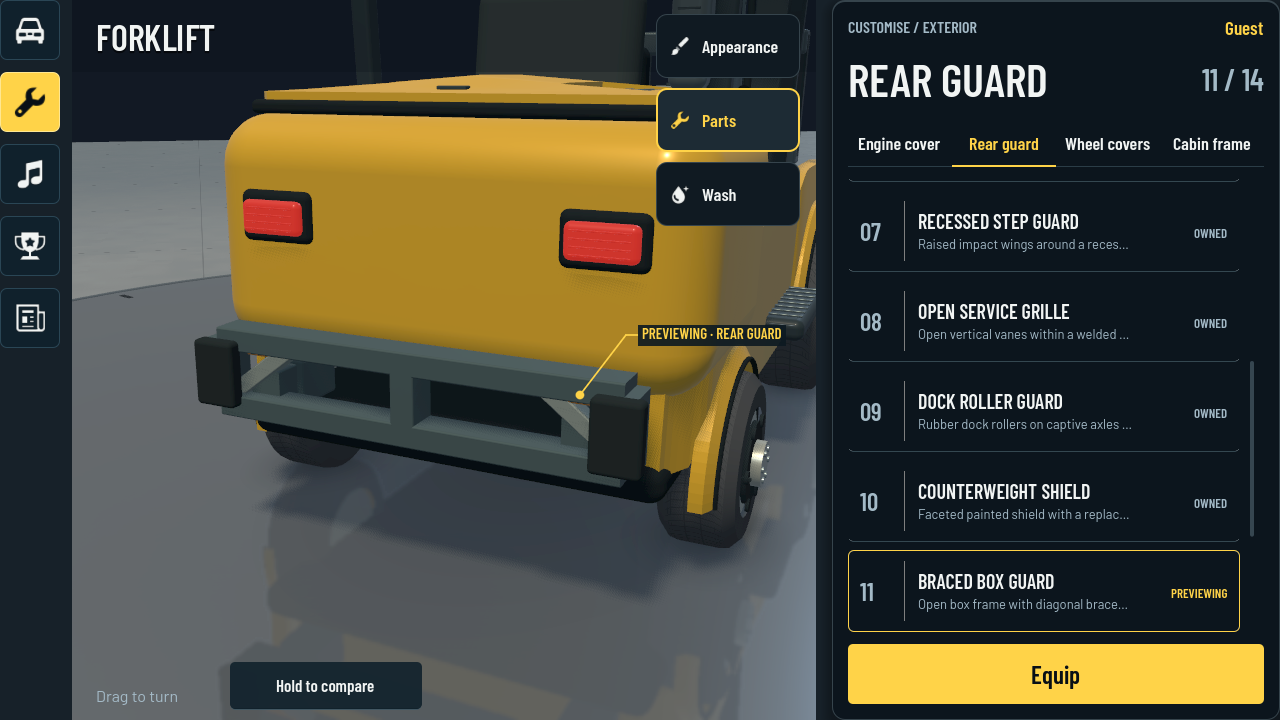 FORKLIFT
Appearance
Parts
Wash
PREVIEWING · REAR GUARD
Drag to turn
Hold to compare
CUSTOMISE / EXTERIOR
Guest
REAR GUARD
11 / 14
Engine cover
Rear guard
Wheel covers
Cabin frame
07
RECESSED STEP GUARD
Raised impact wings around a reces...
OWNED
08
OPEN SERVICE GRILLE
Open vertical vanes within a welded ...
OWNED
09
DOCK ROLLER GUARD
Rubber dock rollers on captive axles ...
OWNED
10
COUNTERWEIGHT SHIELD
Faceted painted shield with a replac...
OWNED
11
BRACED BOX GUARD
Open box frame with diagonal brace...
PREVIEWING
Equip